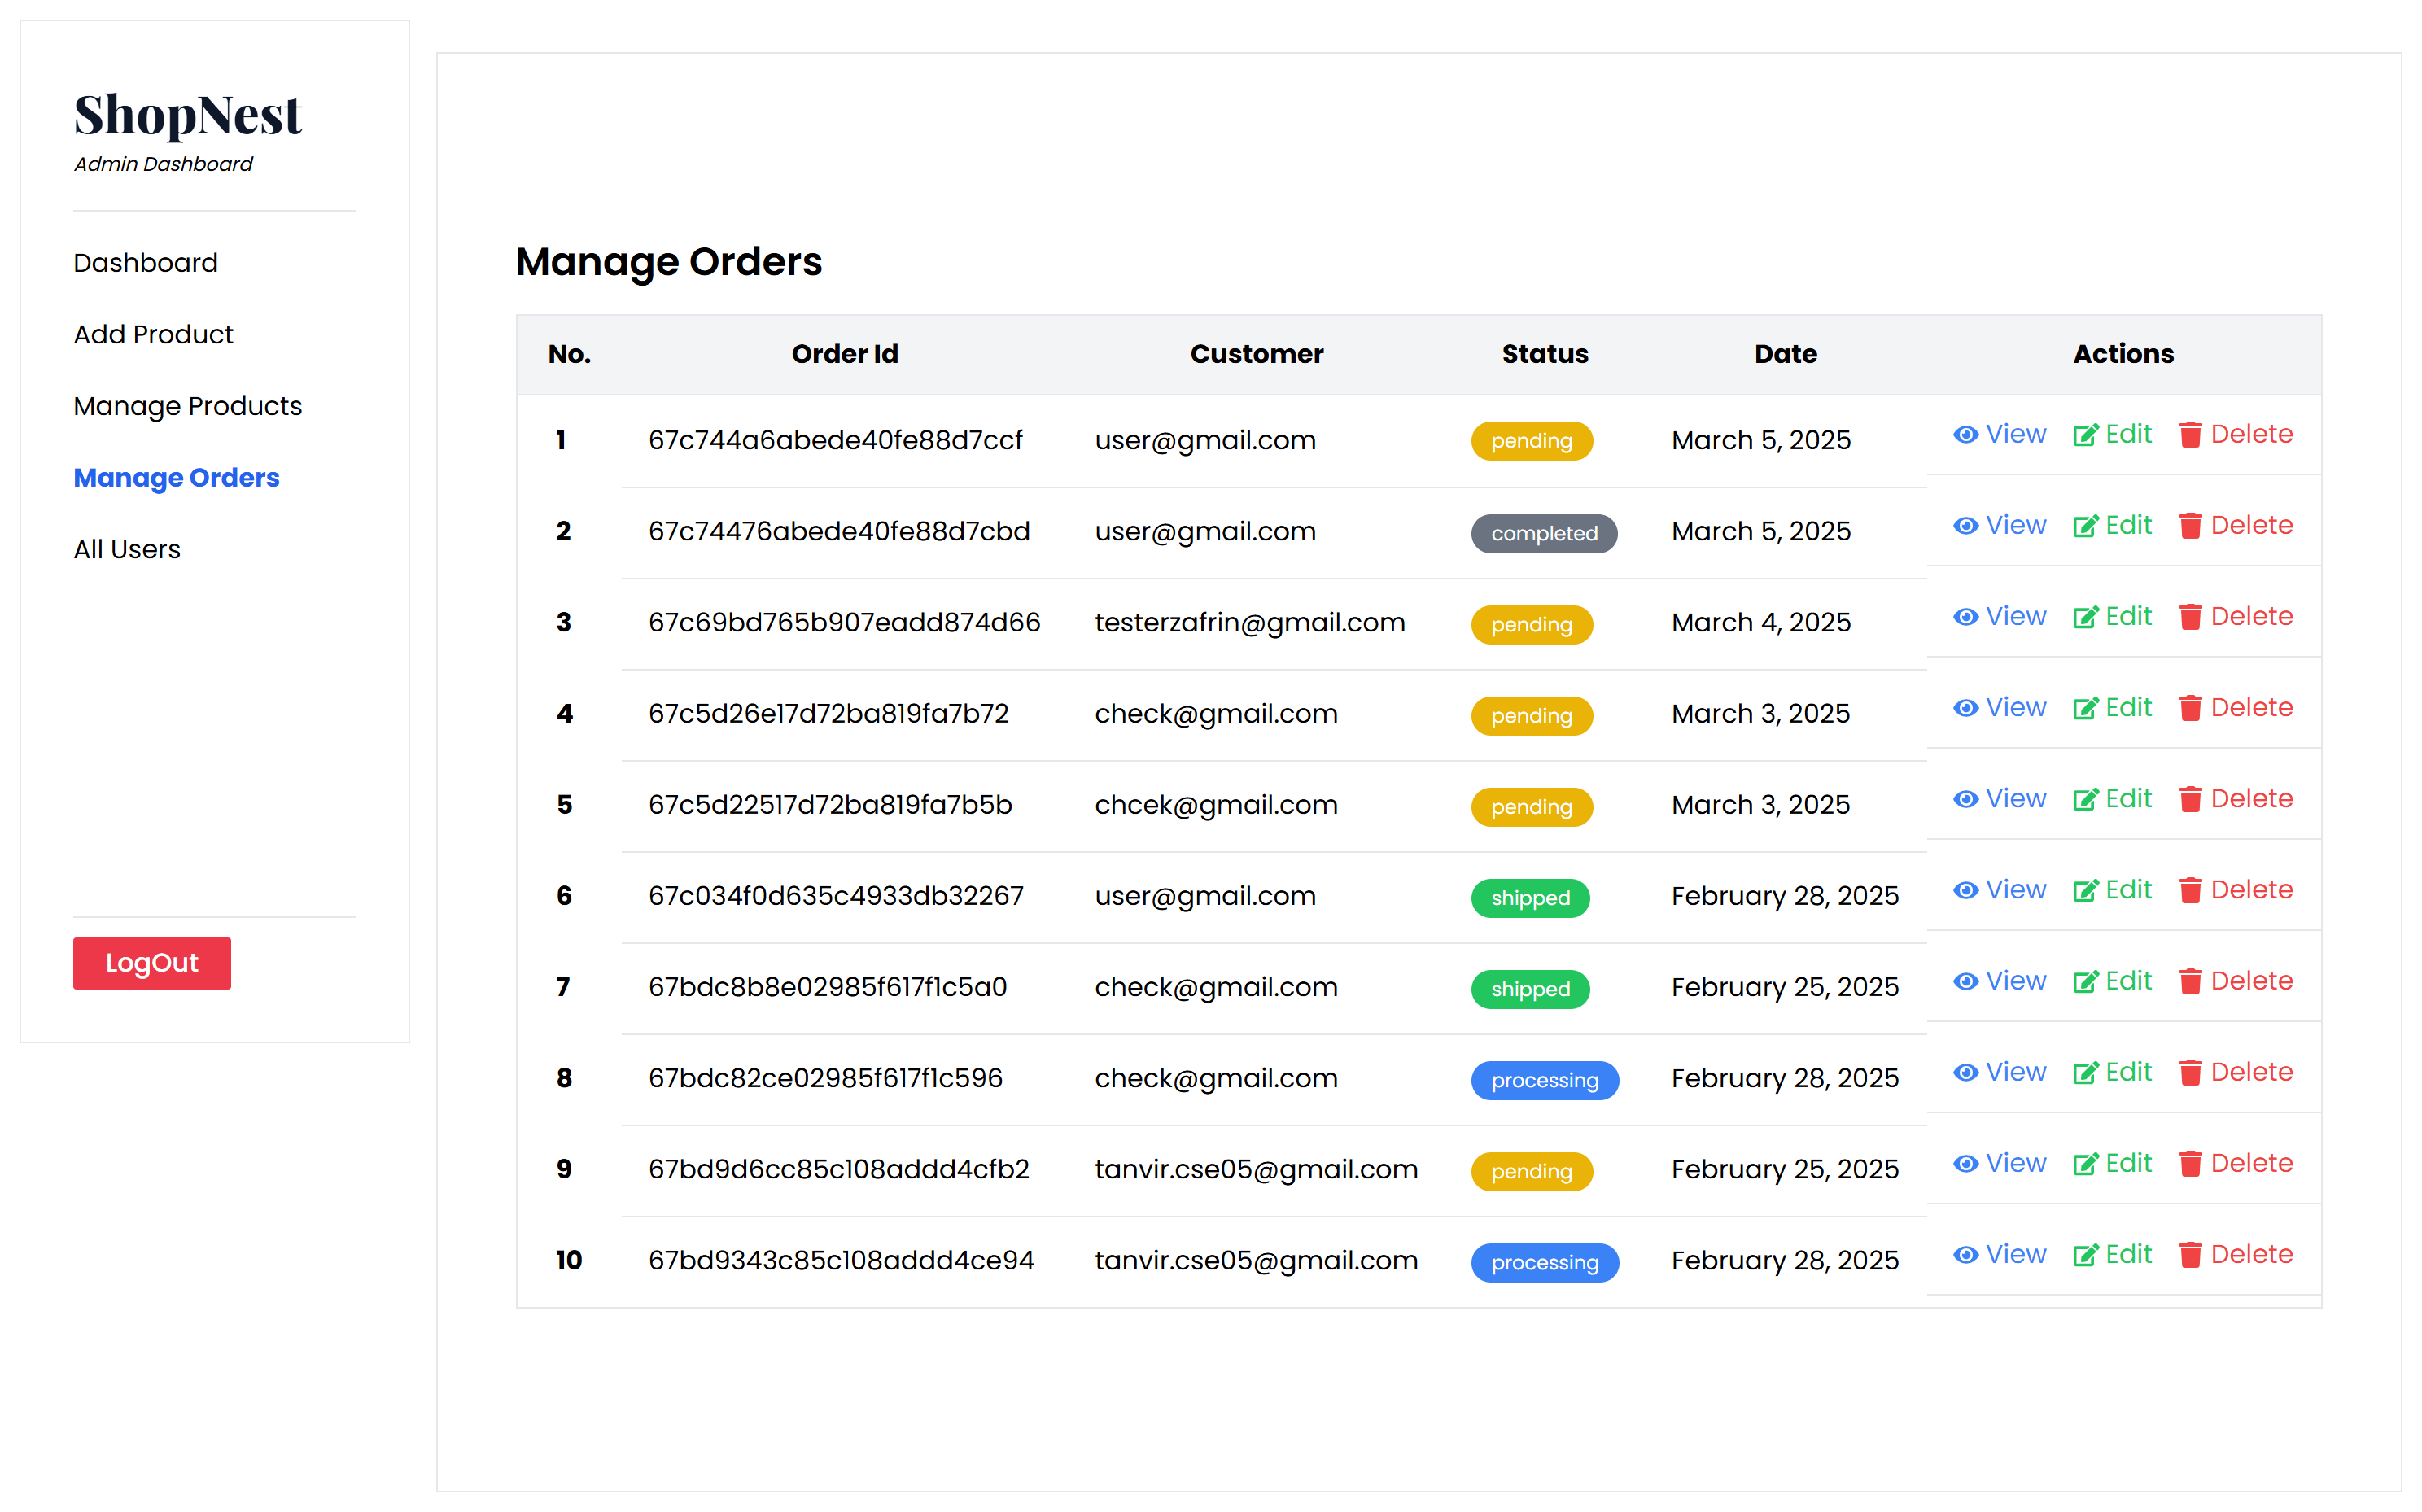 ShopNest
Admin Dashboard
Dashboard
Add Product
Manage Products
Manage Orders
All Users
LogOut
Manage Orders
No. Order Id Customer Status Date Actions
1 67c744a6abede40fe88d7ccf user@gmail.com pending March 5, 2025 View Edit Delete
2 67c74476abede40fe88d7cbd user@gmail.com completed March 5, 2025 View Edit Delete
3 67c69bd765b907eadd874d66 testerzafrin@gmail.com pending March 4, 2025 View Edit Delete
4 67c5d26e17d72ba819fa7b72 check@gmail.com pending March 3, 2025 View Edit Delete
5 67c5d22517d72ba819fa7b5b chcek@gmail.com pending March 3, 2025 View Edit Delete
6 67c034f0d635c4933db32267 user@gmail.com shipped February 28, 2025 View Edit Delete
7 67bdc8b8e02985f617f1c5a0 check@gmail.com shipped February 25, 2025 View Edit Delete
8 67bdc82ce02985f617f1c596 check@gmail.com processing February 28, 2025 View Edit Delete
9 67bd9d6cc85c108addd4cfb2 tanvir.cse05@gmail.com pending February 25, 2025 View Edit Delete
10 67bd9343c85c108addd4ce94 tanvir.cse05@gmail.com processing February 28, 2025 View Edit Delete